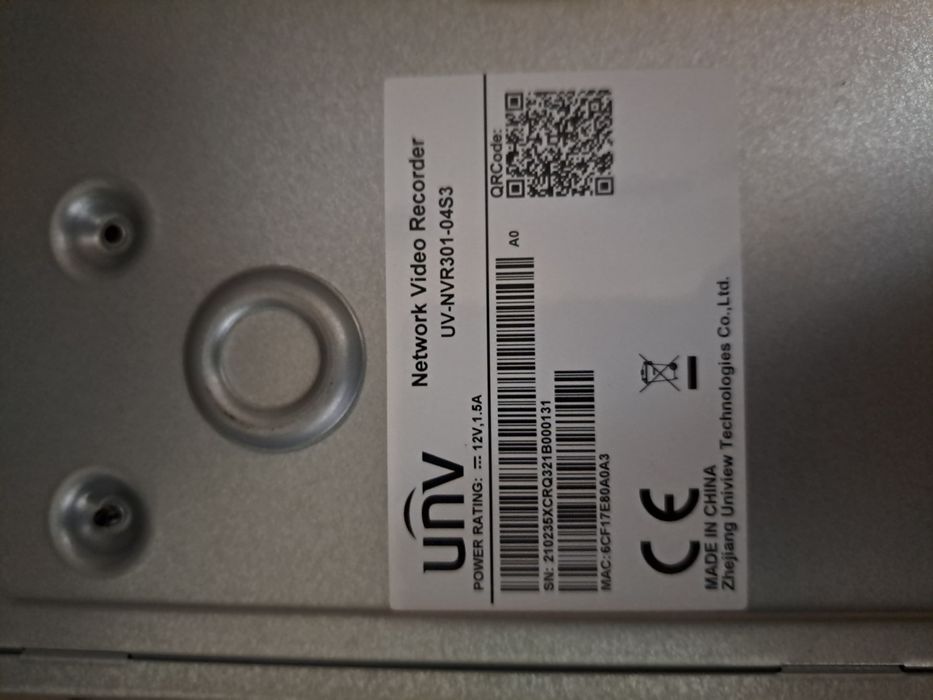 unv
Network Video Recorder
UV-NVR301-04S3
POWER RATING: ⎓ 12V,1.5A
QRCode:
A0
SN: 210235XCRQ321B000131
MAC: 6CF17E80A0A3
CE
MADE IN CHINA
Zhejiang Uniview Technologies Co.,Ltd.